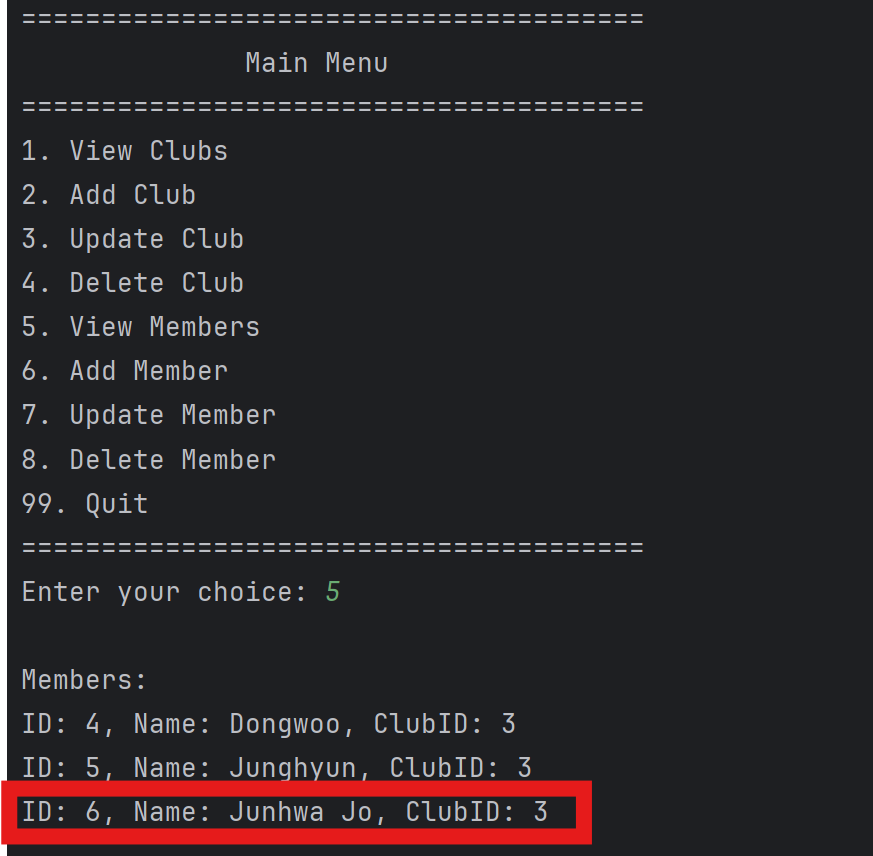 =======================================
Main Menu
=======================================
1. View Clubs
2. Add Club
3. Update Club
4. Delete Club
5. View Members
6. Add Member
7. Update Member
8. Delete Member
99. Quit
=======================================
Enter your choice: 5
Members:
ID: 4, Name: Dongwoo, ClubID: 3
ID: 5, Name: Junghyun, ClubID: 3
ID: 6, Name: Junhwa Jo, ClubID: 3